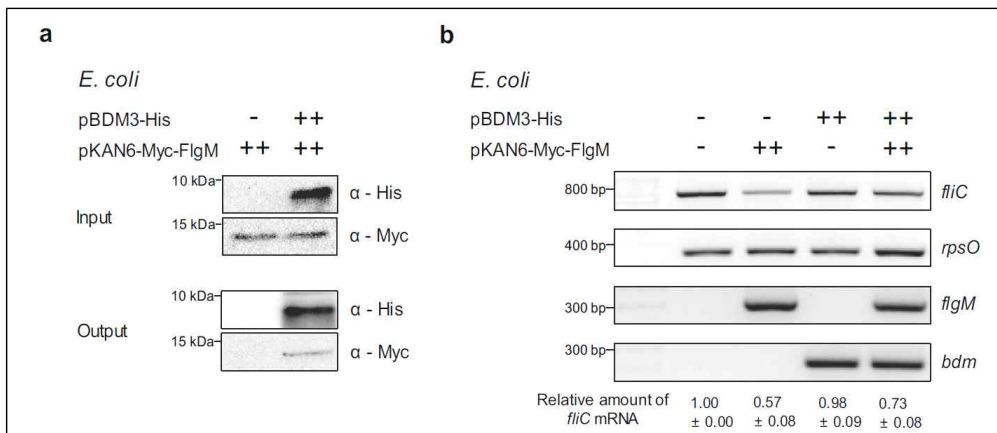 a
E. coli
pBDM3-His - ++
pKAN6-Myc-FlgM ++ ++
Input
10 kDa α - His
15 kDa α - Myc
Output
10 kDa α - His
15 kDa α - Myc
b
E. coli
pBDM3-His - - ++ ++
pKAN6-Myc-FlgM - ++ - ++
800 bp fliC
400 bp rpsO
300 bp flgM
300 bp bdm
Relative amount of 1.00 0.57 0.98 0.73
fliC mRNA ± 0.00 ± 0.08 ± 0.09 ± 0.08